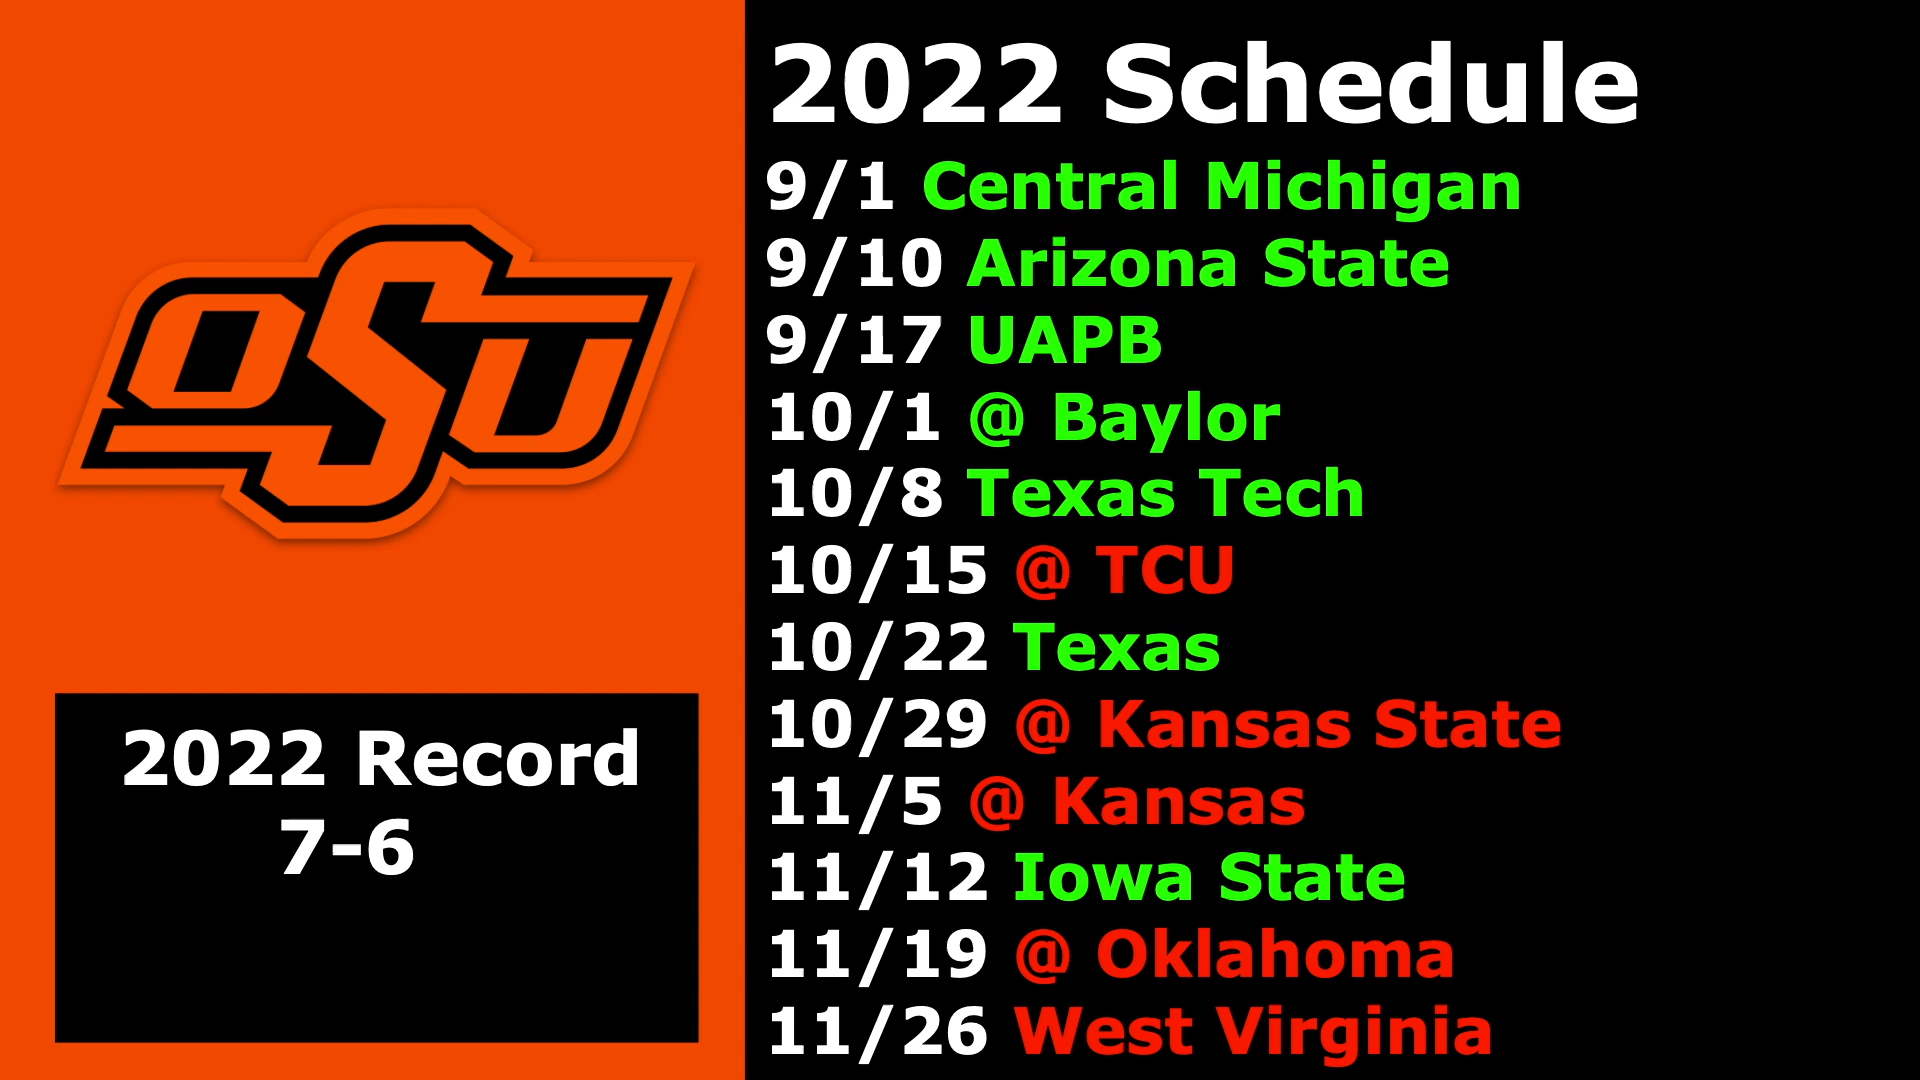 OSU
2022 Record
7-6
2022 Schedule
9/1 Central Michigan
9/10 Arizona State
9/17 UAPB
10/1 @ Baylor
10/8 Texas Tech
10/15 @ TCU
10/22 Texas
10/29 @ Kansas State
11/5 @ Kansas
11/12 Iowa State
11/19 @ Oklahoma
11/26 West Virginia